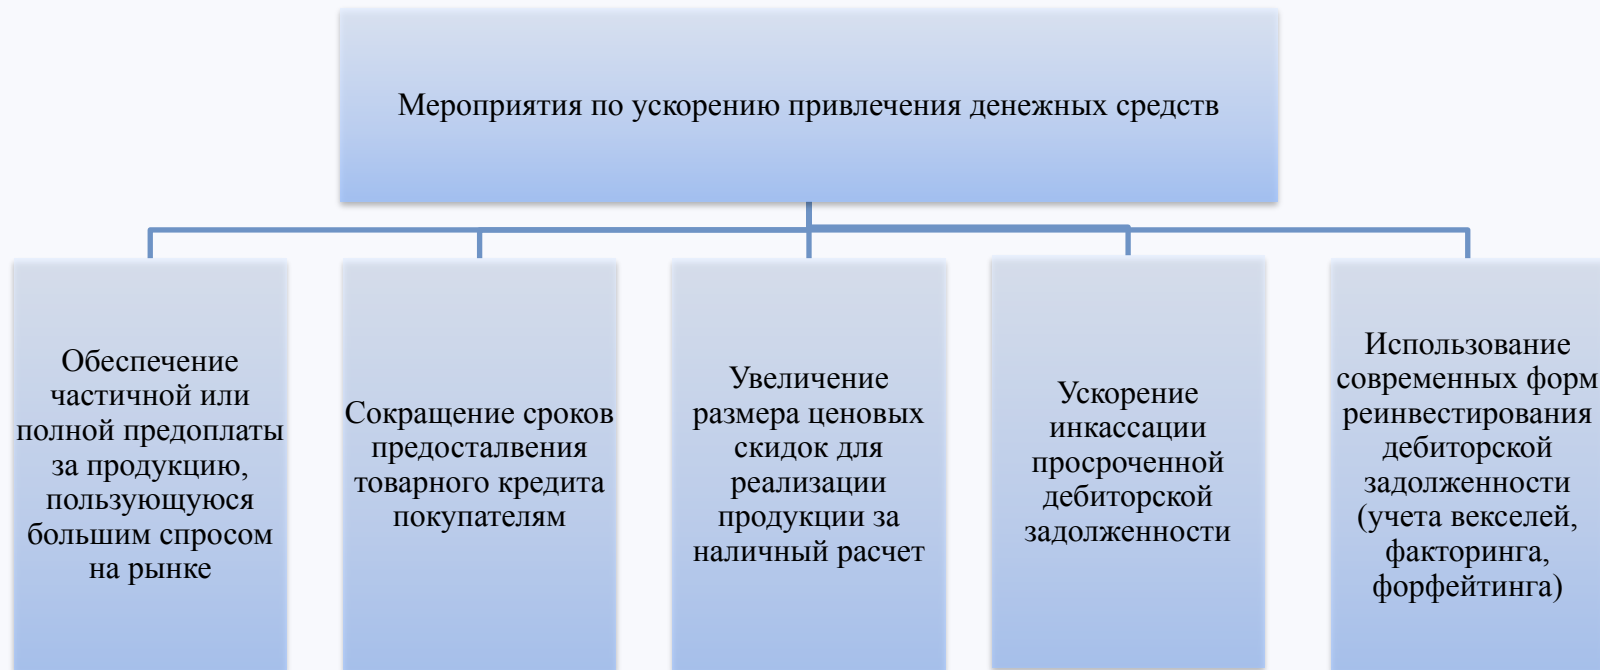 Мероприятия по ускорению привлечения денежных средств
Обеспечение
частичной или
полной предоплаты
за продукцию,
пользующуюся
большим спросом
на рынке
Сокращение сроков
предосталвения
товарного кредита
покупателям
Увеличение
размера ценовых
скидок для
реализации
продукции за
наличный расчет
Ускорение
инкассации
просроченной
дебиторской
задолженности
Использование
современных форм
реинвестирования
дебиторской
задолженности
(учета векселей,
факторинга,
форфейтинга)